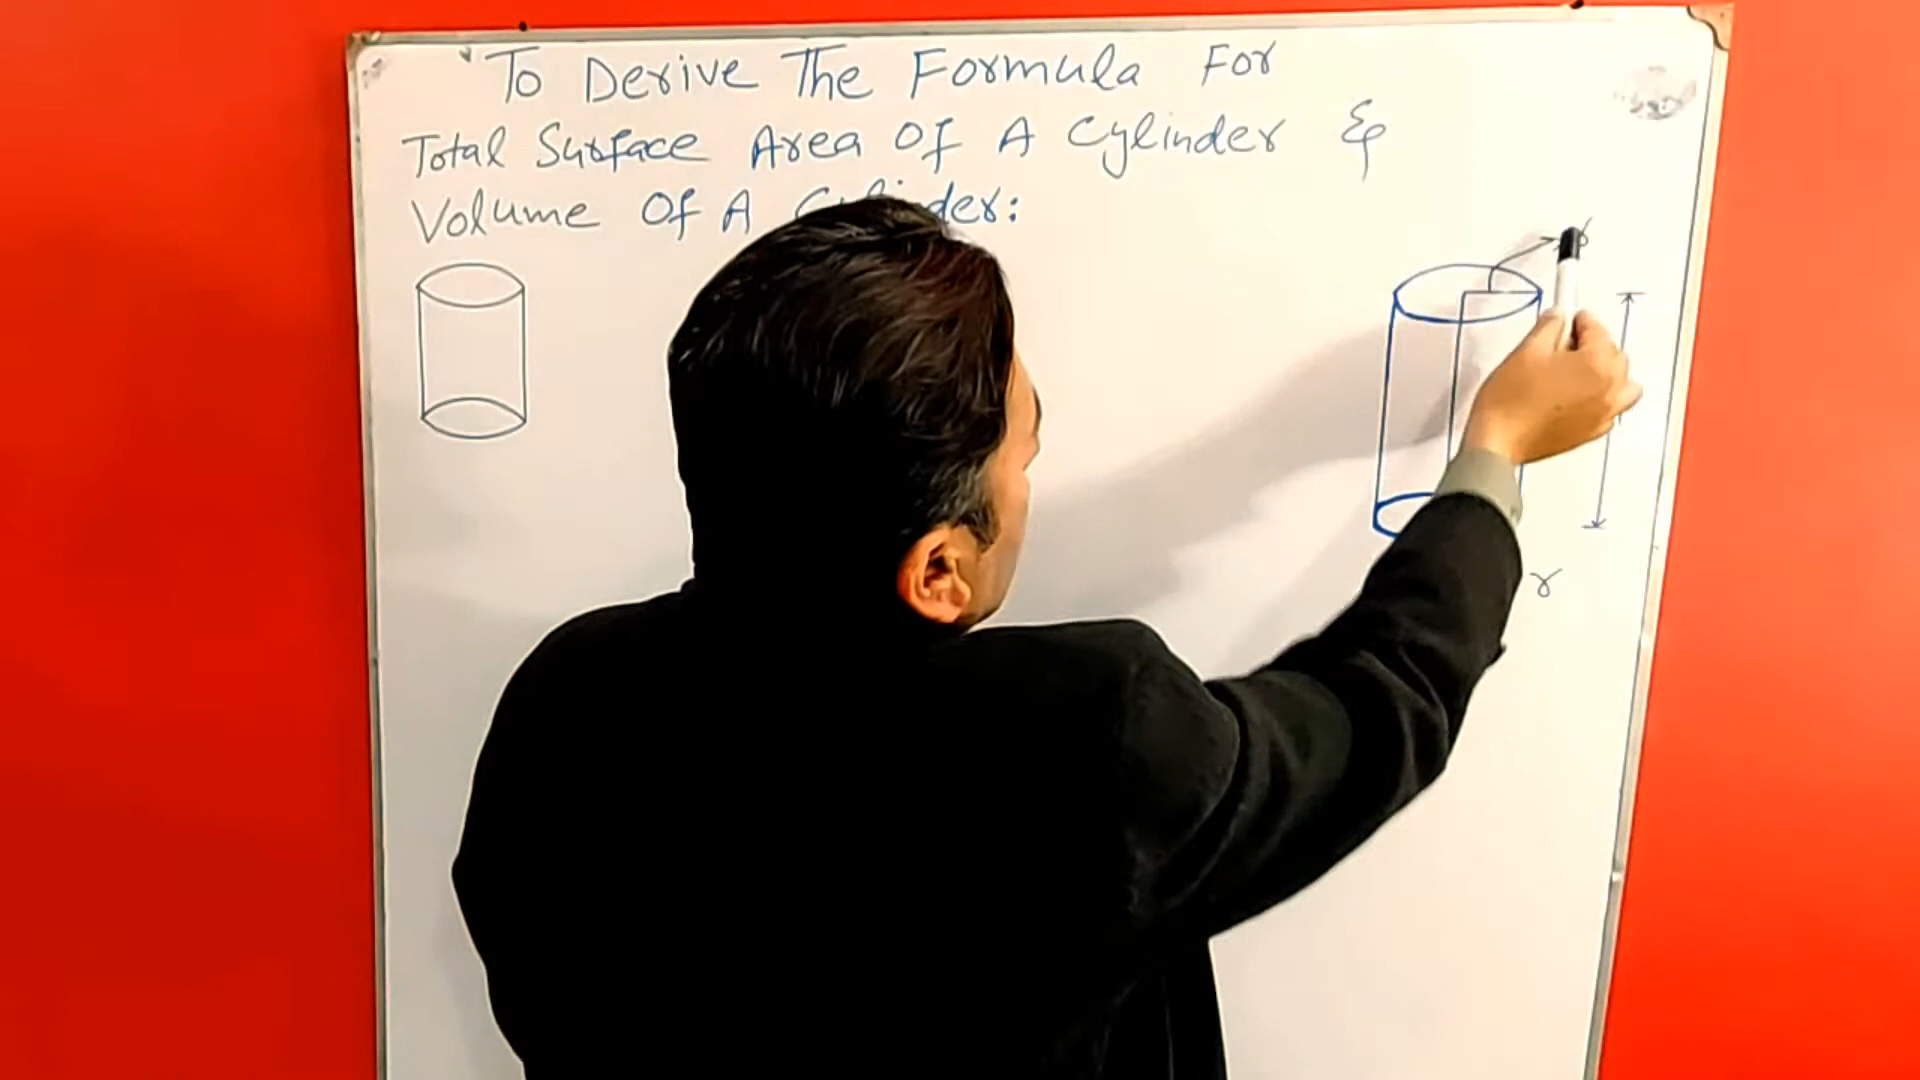 To Derive The Formula For
Total Surface Area Of A Cylinder &
Volume Of A Cylinder:
r